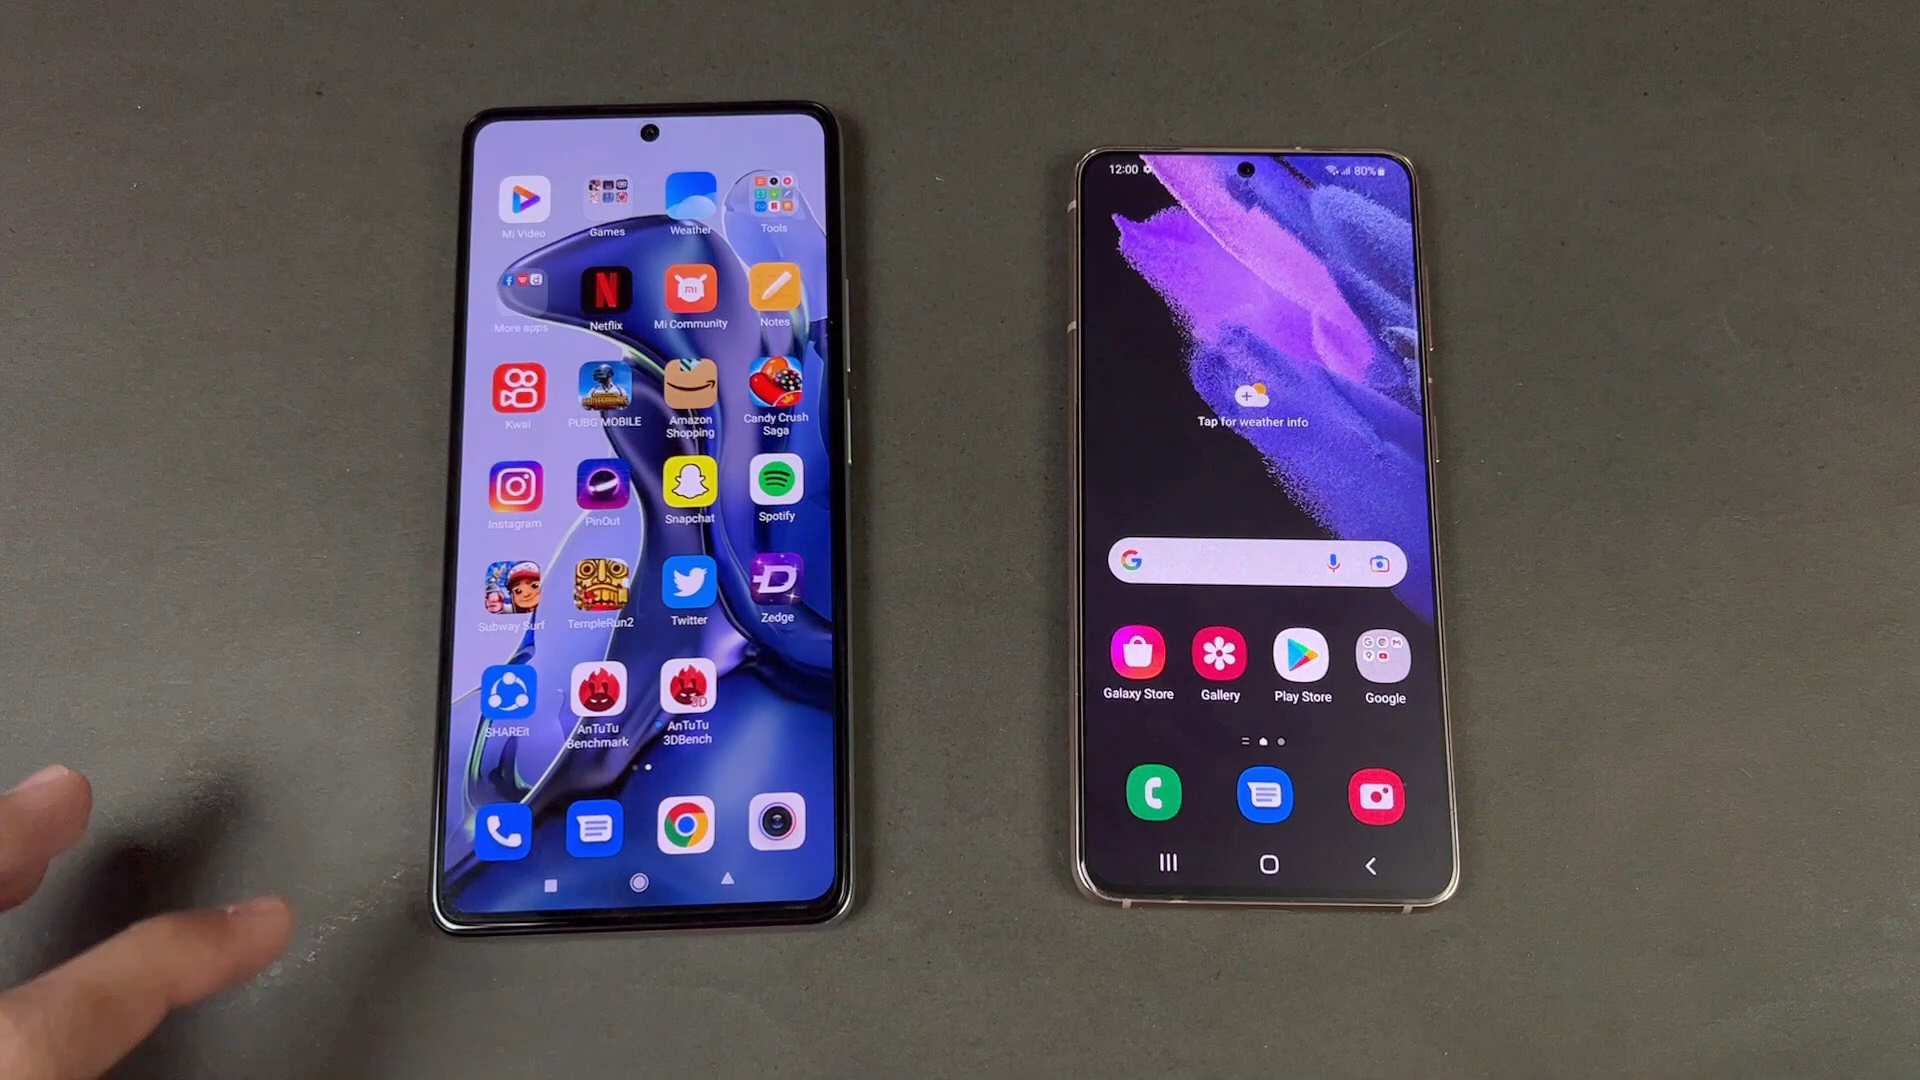 Mi Video
Games
Weather
Tools
More apps
Netflix
Mi Community
Notes
Kwai
PUBG MOBILE
Amazon
Shopping
Candy Crush
Saga
Instagram
PinOut
Snapchat
Spotify
Subway Surf
TempleRun2
Twitter
Zedge
SHAREit
AnTuTu
Benchmark
AnTuTu
3DBench
12:00
80%
Tap for weather info
Galaxy Store
Gallery
Play Store
Google